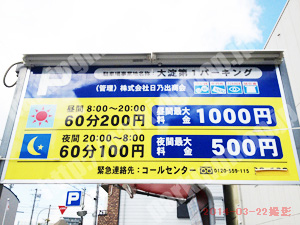 大淀第1パーキング
(管理) 株式会社日乃出商会
昼間 8:00~20:00
60分200円
昼間最大
料金
1000円
夜間 20:00~8:00
60分100円
夜間最大
料金
500円
緊急連絡先:コールセンター 0120-159-115
P
2018-03-22撮影